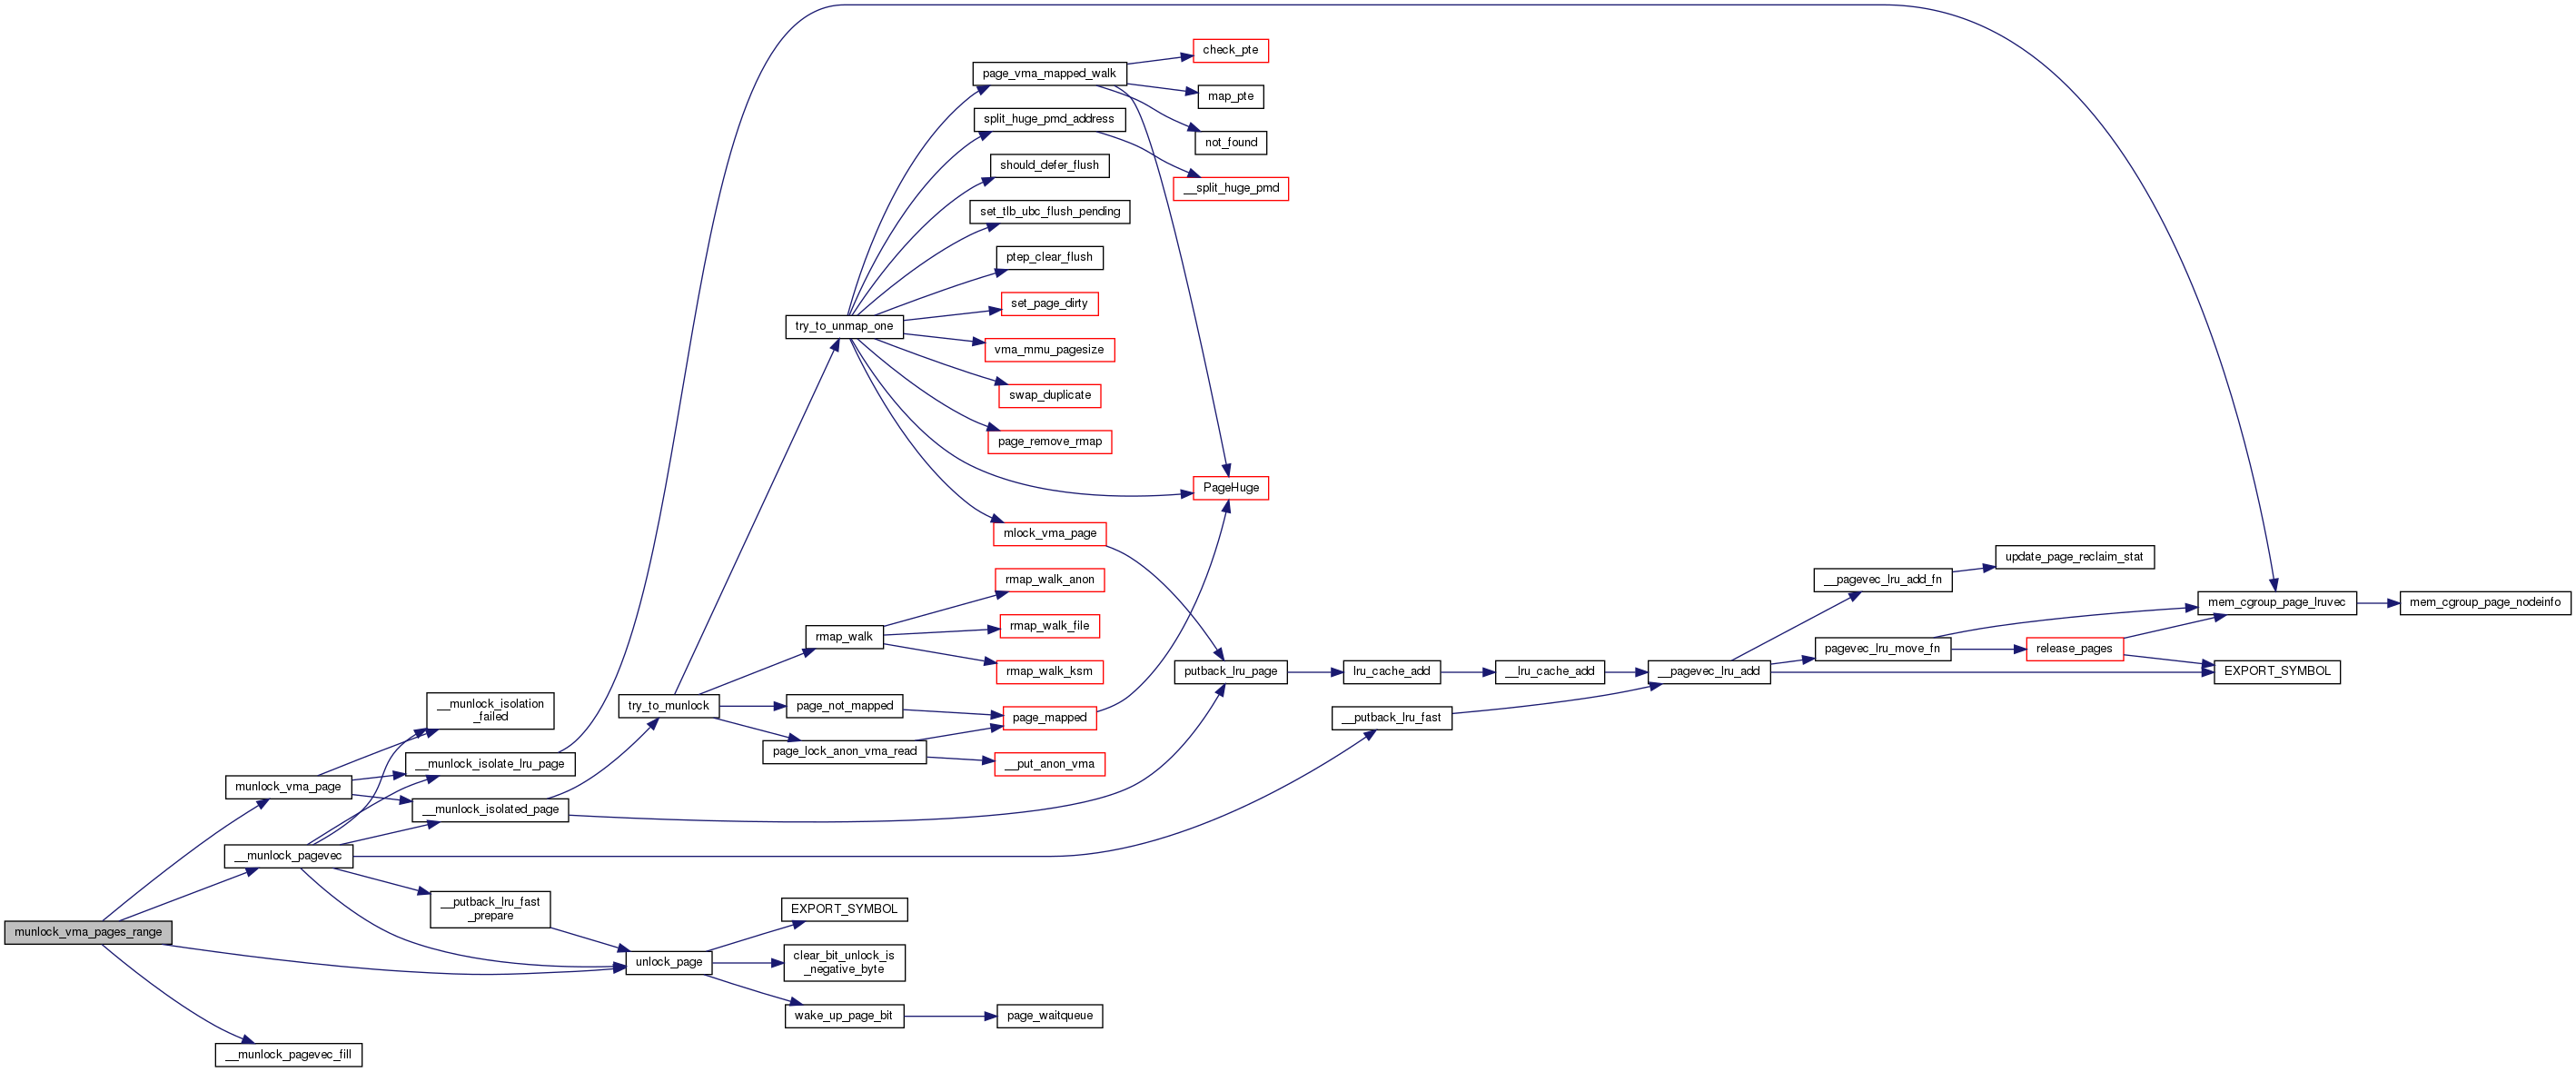 check_pte
page_vma_mapped_walk
map_pte
split_huge_pmd_address
not_found
should_defer_flush
__split_huge_pmd
set_tlb_ubc_flush_pending
ptep_clear_flush
set_page_dirty
try_to_unmap_one
vma_mmu_pagesize
swap_duplicate
page_remove_rmap
PageHuge
mlock_vma_page
update_page_reclaim_stat
rmap_walk_anon
__pagevec_lru_add_fn
mem_cgroup_page_lruvec
mem_cgroup_page_nodeinfo
rmap_walk_file
rmap_walk
pagevec_lru_move_fn
release_pages
rmap_walk_ksm
putback_lru_page
lru_cache_add
__lru_cache_add
__pagevec_lru_add
EXPORT_SYMBOL
__munlock_isolation
_failed
try_to_munlock
page_not_mapped
page_mapped
__putback_lru_fast
page_lock_anon_vma_read
__munlock_isolate_lru_page
__put_anon_vma
munlock_vma_page
__munlock_isolated_page
__munlock_pagevec
__putback_lru_fast
_prepare
EXPORT_SYMBOL
munlock_vma_pages_range
unlock_page
clear_bit_unlock_is
_negative_byte
wake_up_page_bit
page_waitqueue
__munlock_pagevec_fill